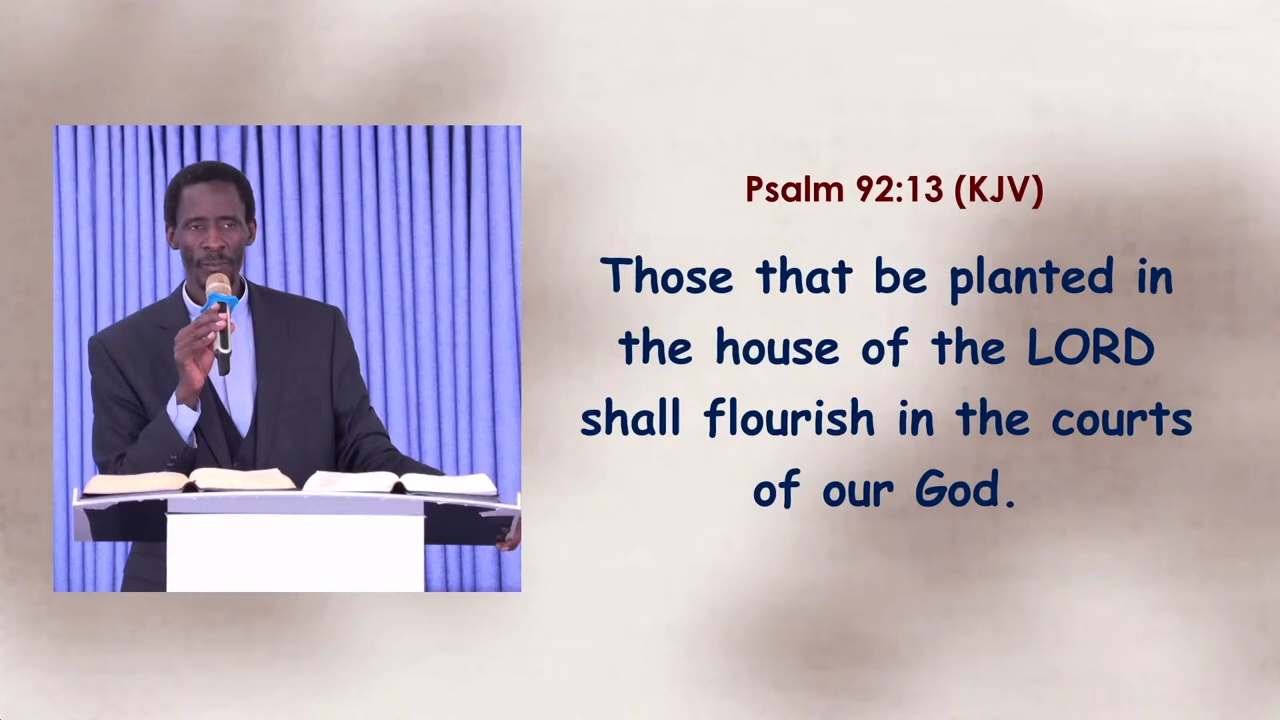 Psalm 92:13 (KJV)
Those that be planted in
the house of the LORD
shall flourish in the courts
of our God.